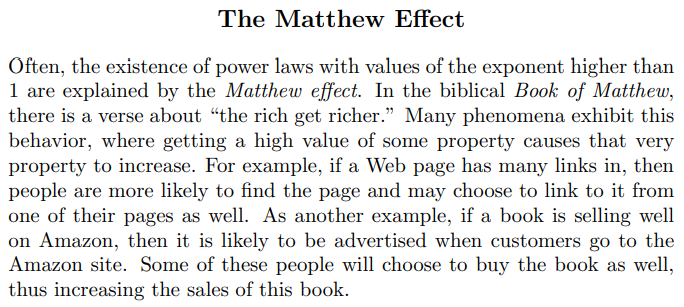 The Matthew Effect
Often, the existence of power laws with values of the exponent higher than
1 are explained by the Matthew effect. In the biblical Book of Matthew,
there is a verse about “the rich get richer.” Many phenomena exhibit this
behavior, where getting a high value of some property causes that very
property to increase. For example, if a Web page has many links in, then
people are more likely to find the page and may choose to link to it from
one of their pages as well. As another example, if a book is selling well
on Amazon, then it is likely to be advertised when customers go to the
Amazon site. Some of these people will choose to buy the book as well,
thus increasing the sales of this book.